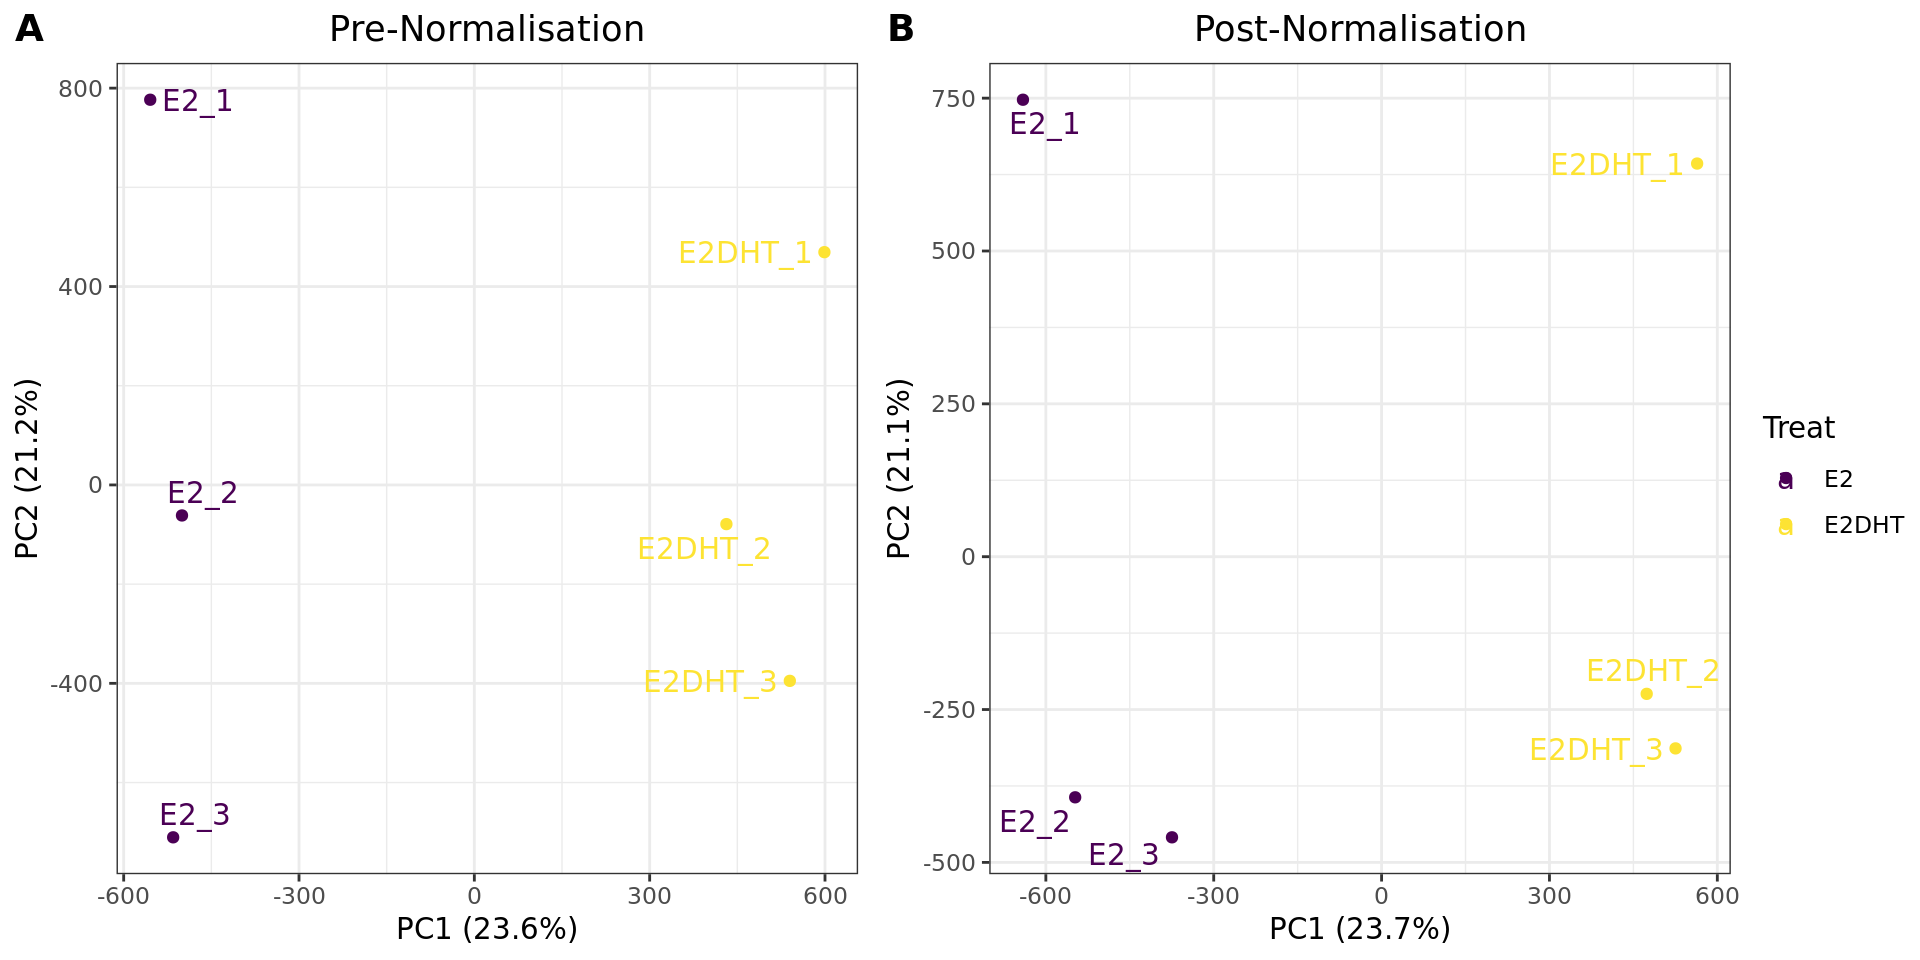 A
Pre-Normalisation
800
400
0
-400
PC2 (21.2%)
E2_1
E2DHT_1
E2_2
E2DHT_2
E2DHT_3
E2_3
-600
-300
0
300
600
PC1 (23.6%)
B
Post-Normalisation
750
500
250
0
-250
-500
PC2 (21.1%)
E2_1
E2DHT_1
E2DHT_2
E2DHT_3
E2_2
E2_3
-600
-300
0
300
600
PC1 (23.7%)
Treat
a E2
a E2DHT